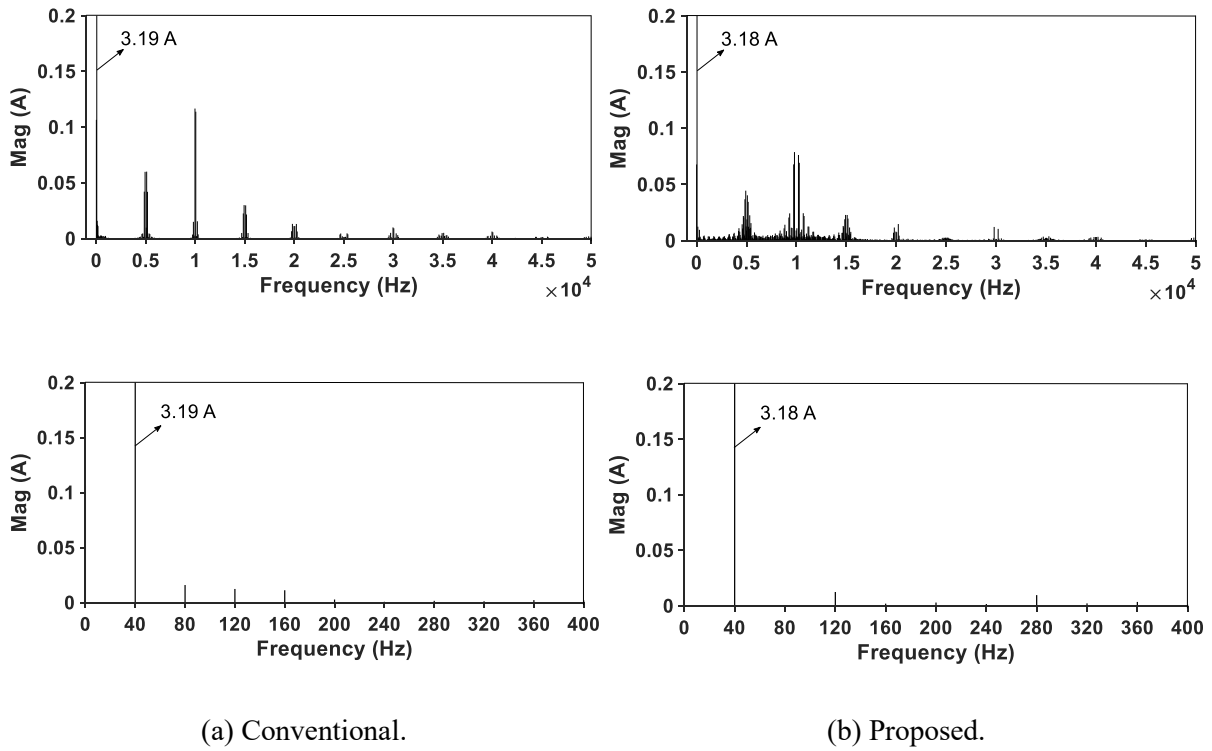 0.2
0.15
0.1
0.05
0
Mag (A)
3.19 A
0 0.5 1 1.5 2 2.5 3 3.5 4 4.5 5
Frequency (Hz)
×10⁴
0.2
0.15
0.1
0.05
0
Mag (A)
3.18 A
0 0.5 1 1.5 2 2.5 3 3.5 4 4.5 5
Frequency (Hz)
×10⁴
0.2
0.15
0.1
0.05
0
Mag (A)
3.19 A
0 40 80 120 160 200 240 280 320 360 400
Frequency (Hz)
0.2
0.15
0.1
0.05
0
Mag (A)
3.18 A
0 40 80 120 160 200 240 280 320 360 400
Frequency (Hz)
(a) Conventional.
(b) Proposed.